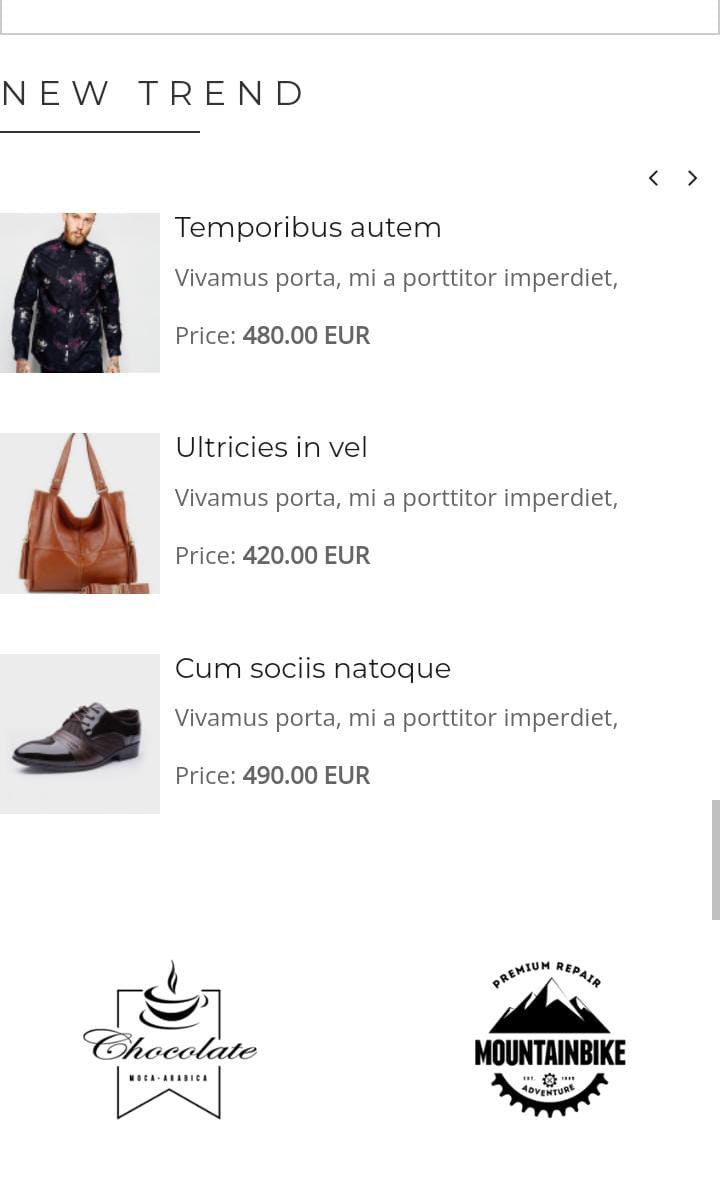 NEW TREND
Temporibus autem
Vivamus porta, mi a porttitor imperdiet,
Price: 480.00 EUR
Ultricies in vel
Vivamus porta, mi a porttitor imperdiet,
Price: 420.00 EUR
Cum sociis natoque
Vivamus porta, mi a porttitor imperdiet,
Price: 490.00 EUR
Chocolate
MOCA-ARABICA
PREMIUM REPAIR
MOUNTAINBIKE
EST.
ADVENTURE